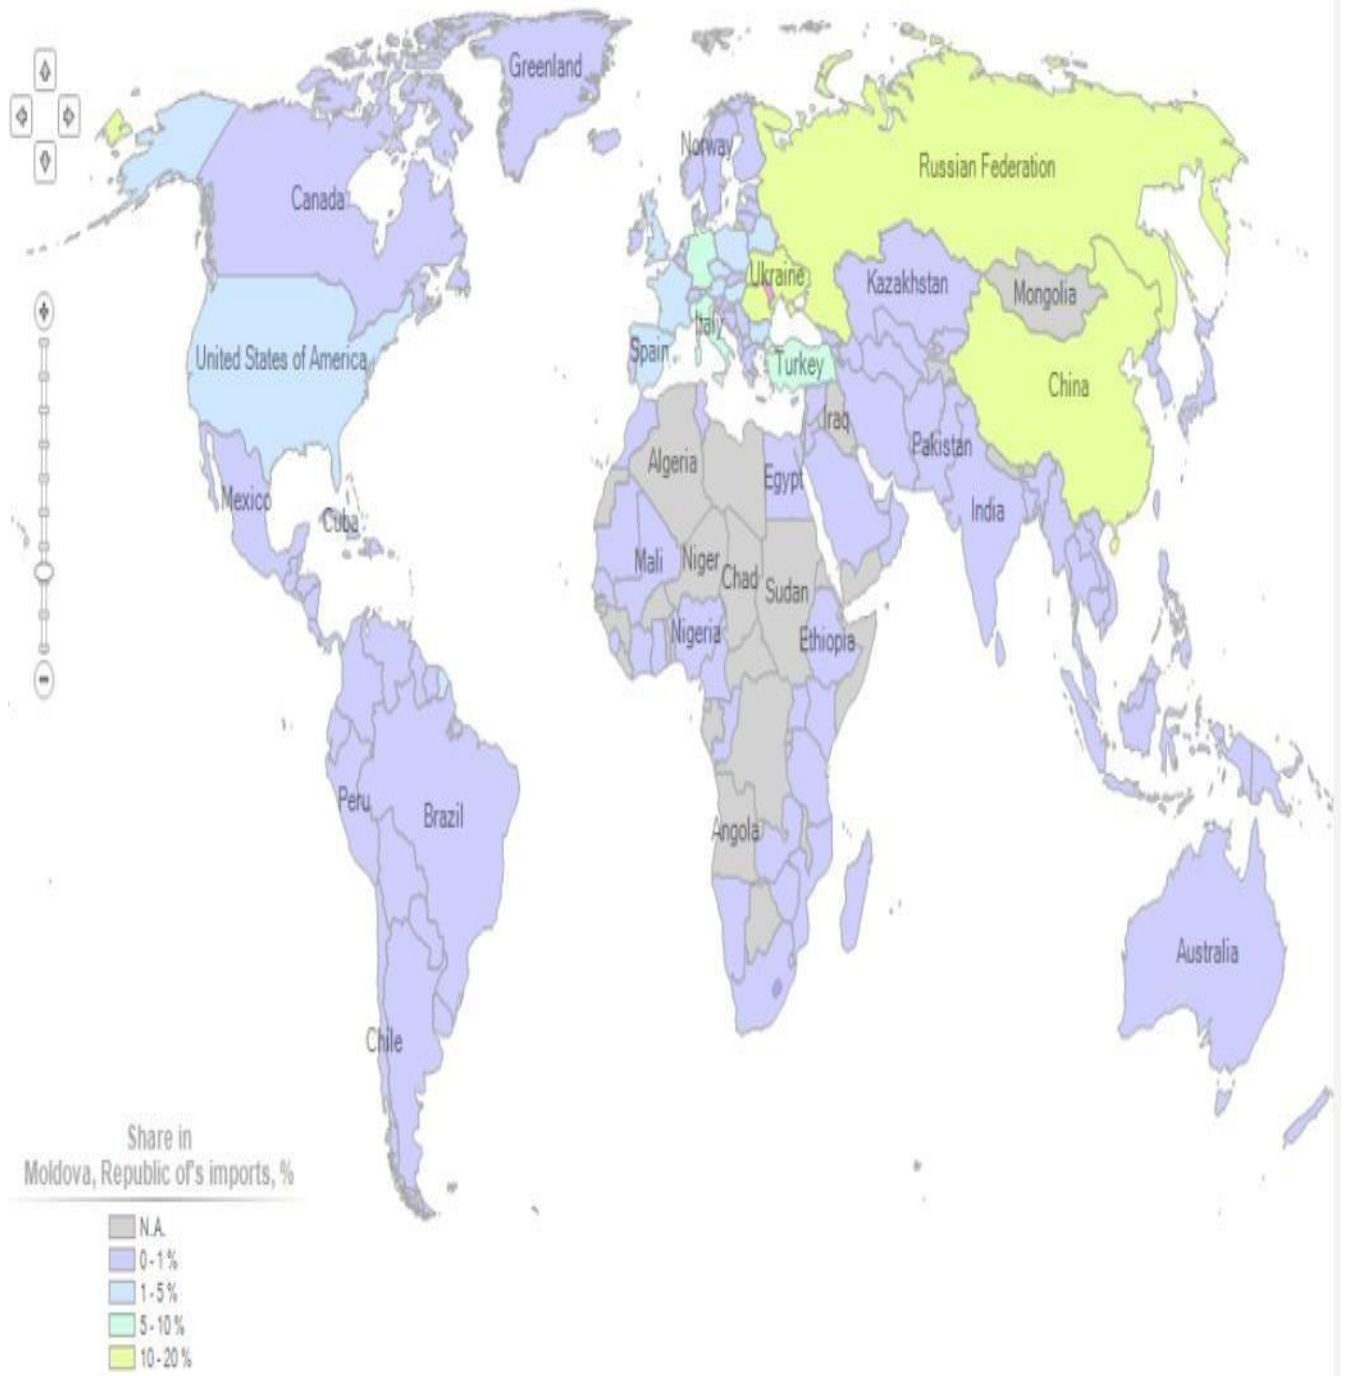 Greenland
Norway
Russian Federation
Canada
Ukraine
Kazakhstan
Mongolia
Italy
United States of America
Spain
Turkey
China
Iraq
Pakistan
Algeria
Egypt
Mexico
India
Cuba
Mali
Niger
Chad
Sudan
Nigeria
Ethiopia
Peru
Brazil
Angola
Australia
Chile
Share in
Moldova, Republic of's imports, %
N.A.
0 - 1 %
1 - 5 %
5 - 10 %
10 - 20 %